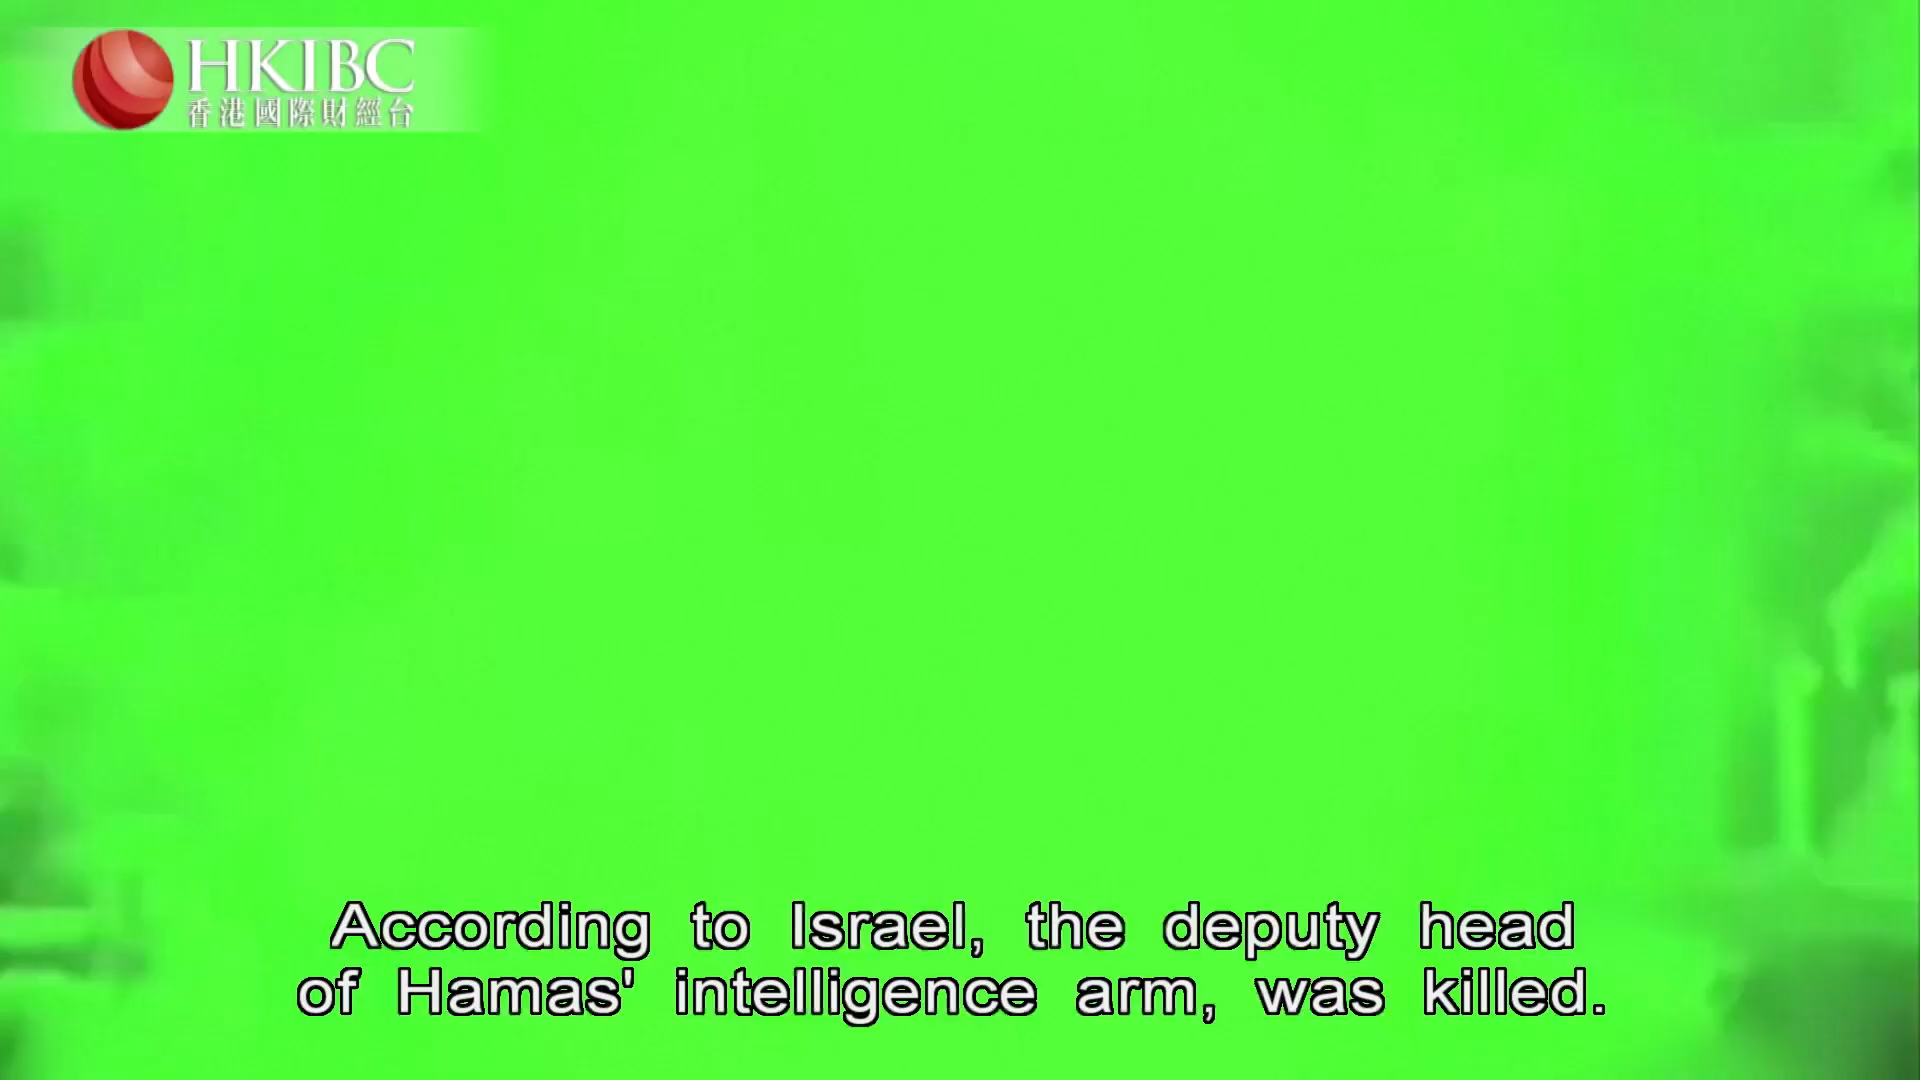 HKIBC
香港國際財經台
According to Israel, the deputy head
of Hamas' intelligence arm, was killed.